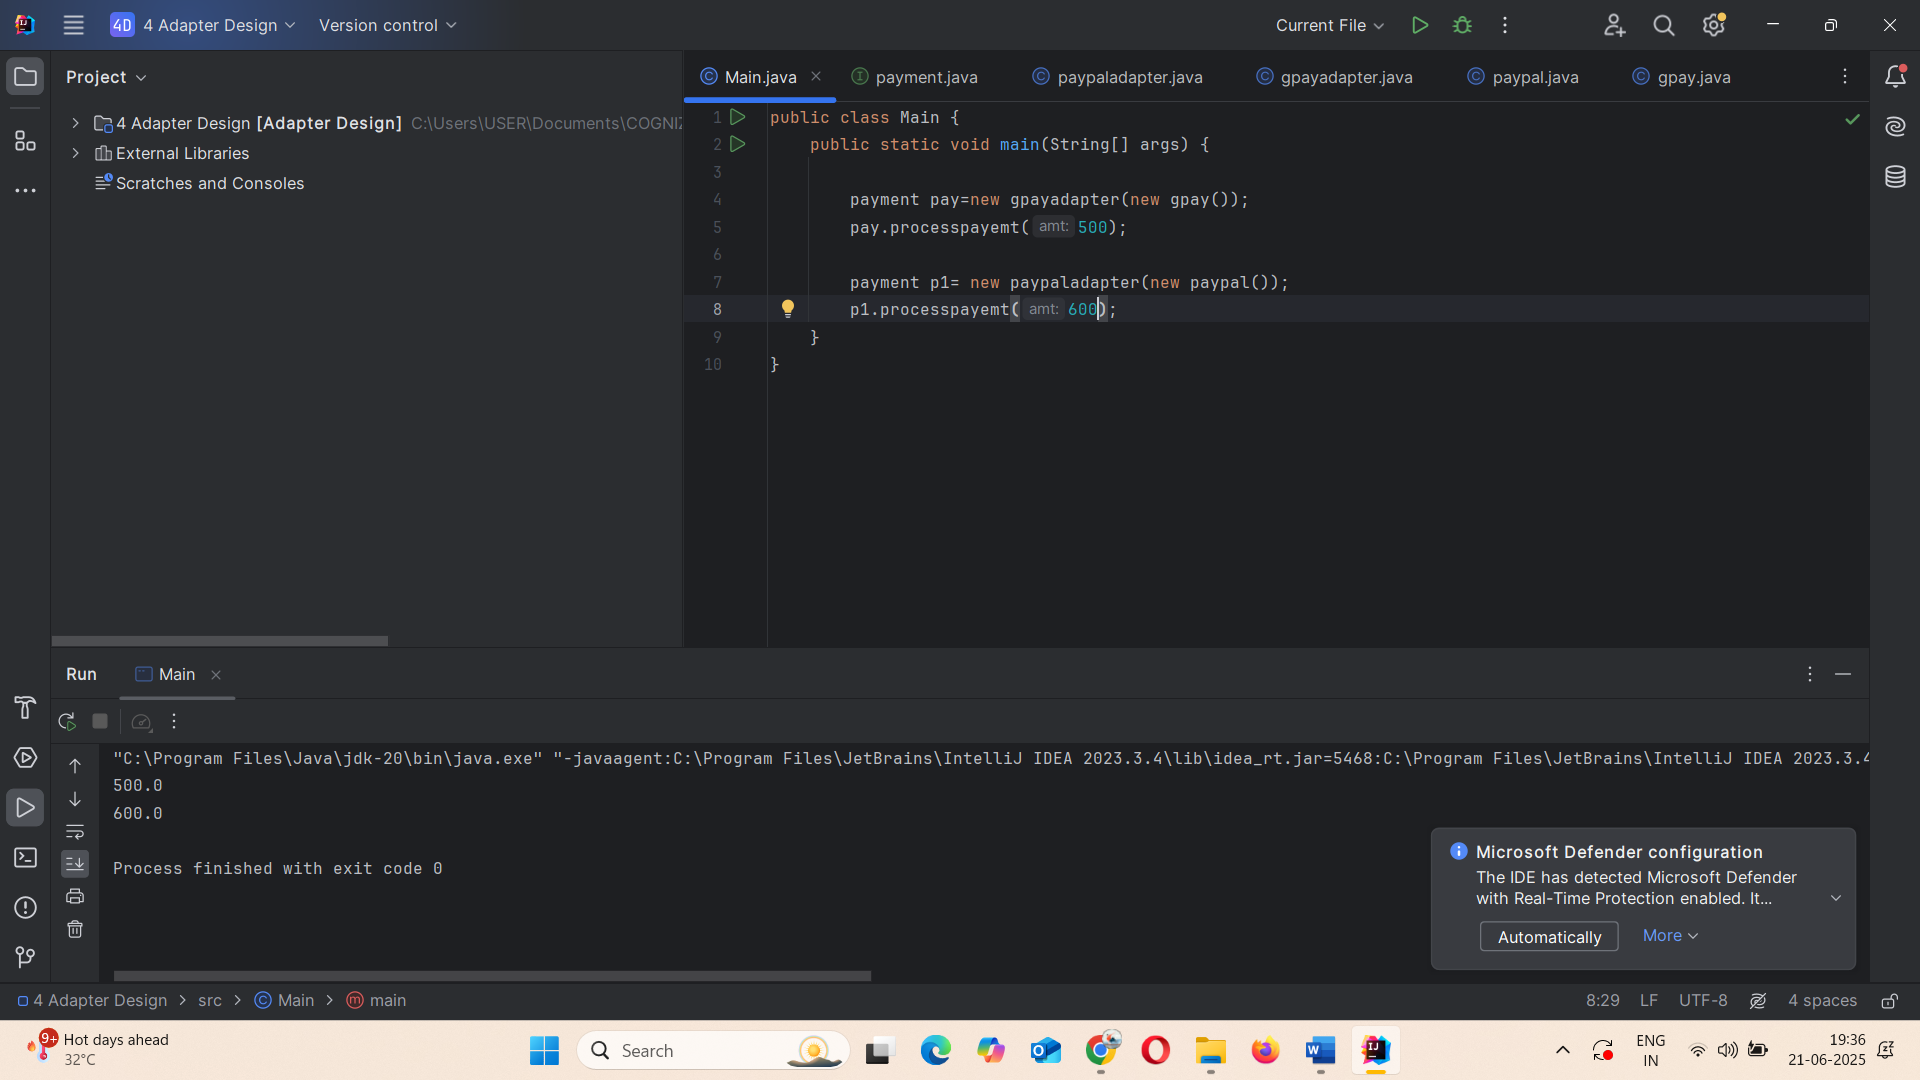 4D 4 Adapter Design Version control Current File
Project
Main.java payment.java paypaladapter.java gpayadapter.java paypal.java gpay.java
4 Adapter Design [Adapter Design] C:\Users\USER\Documents\COGNIZ
External Libraries
Scratches and Consoles
1 public class Main {
2 public static void main(String[] args) {
3
4 payment pay=new gpayadapter(new gpay());
5 pay.processpayemt( amt: 500);
6
7 payment p1= new paypaladapter(new paypal());
8 p1.processpayemt( amt: 600);
9 }
10 }
Run Main
"C:\Program Files\Java\jdk-20\bin\java.exe" "-javaagent:C:\Program Files\JetBrains\IntelliJ IDEA 2023.3.4\lib\idea_rt.jar=5468:C:\Program Files\JetBrains\IntelliJ IDEA 2023.3.4
500.0
600.0
Process finished with exit code 0
Microsoft Defender configuration
The IDE has detected Microsoft Defender
with Real-Time Protection enabled. It...
Automatically More
4 Adapter Design > src > Main > main 8:29 LF UTF-8 4 spaces
9+ Hot days ahead
32°C
Search
ENG
IN
19:36
21-06-2025